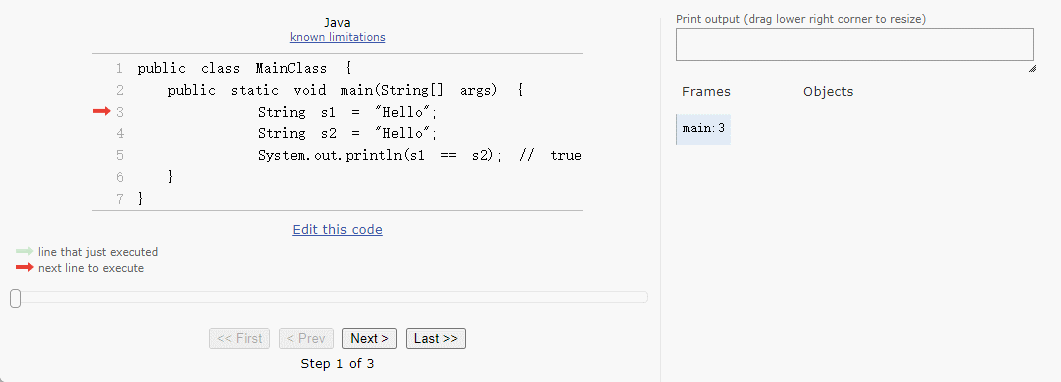 Java
known limitations
1 public class MainClass {
2 public static void main(String[] args) {
3 String s1 = "Hello";
4 String s2 = "Hello";
5 System.out.println(s1 == s2); // true
6 }
7 }
Edit this code
line that just executed
next line to execute
<< First < Prev Next > Last >>
Step 1 of 3
Print output (drag lower right corner to resize)
Frames Objects
main:3